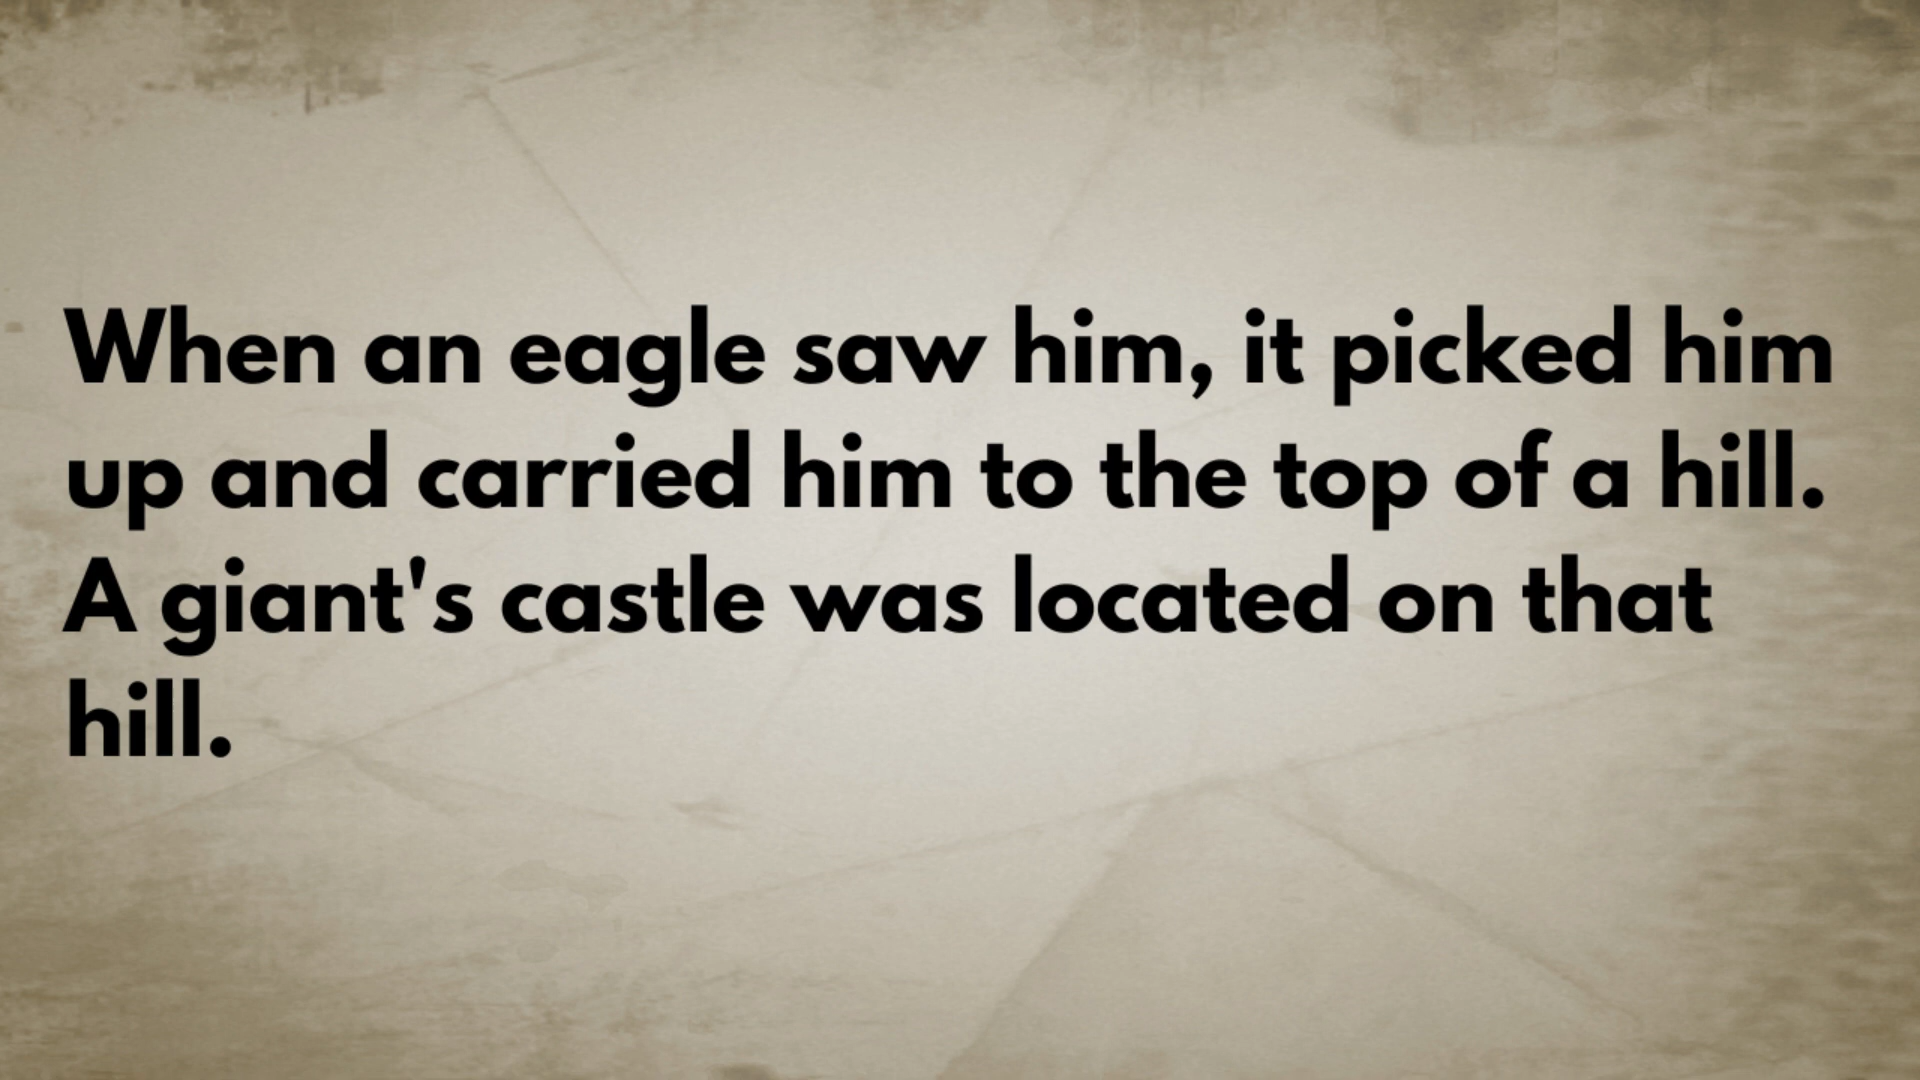 When an eagle saw him, it picked him
up and carried him to the top of a hill.
A giant's castle was located on that
hill.